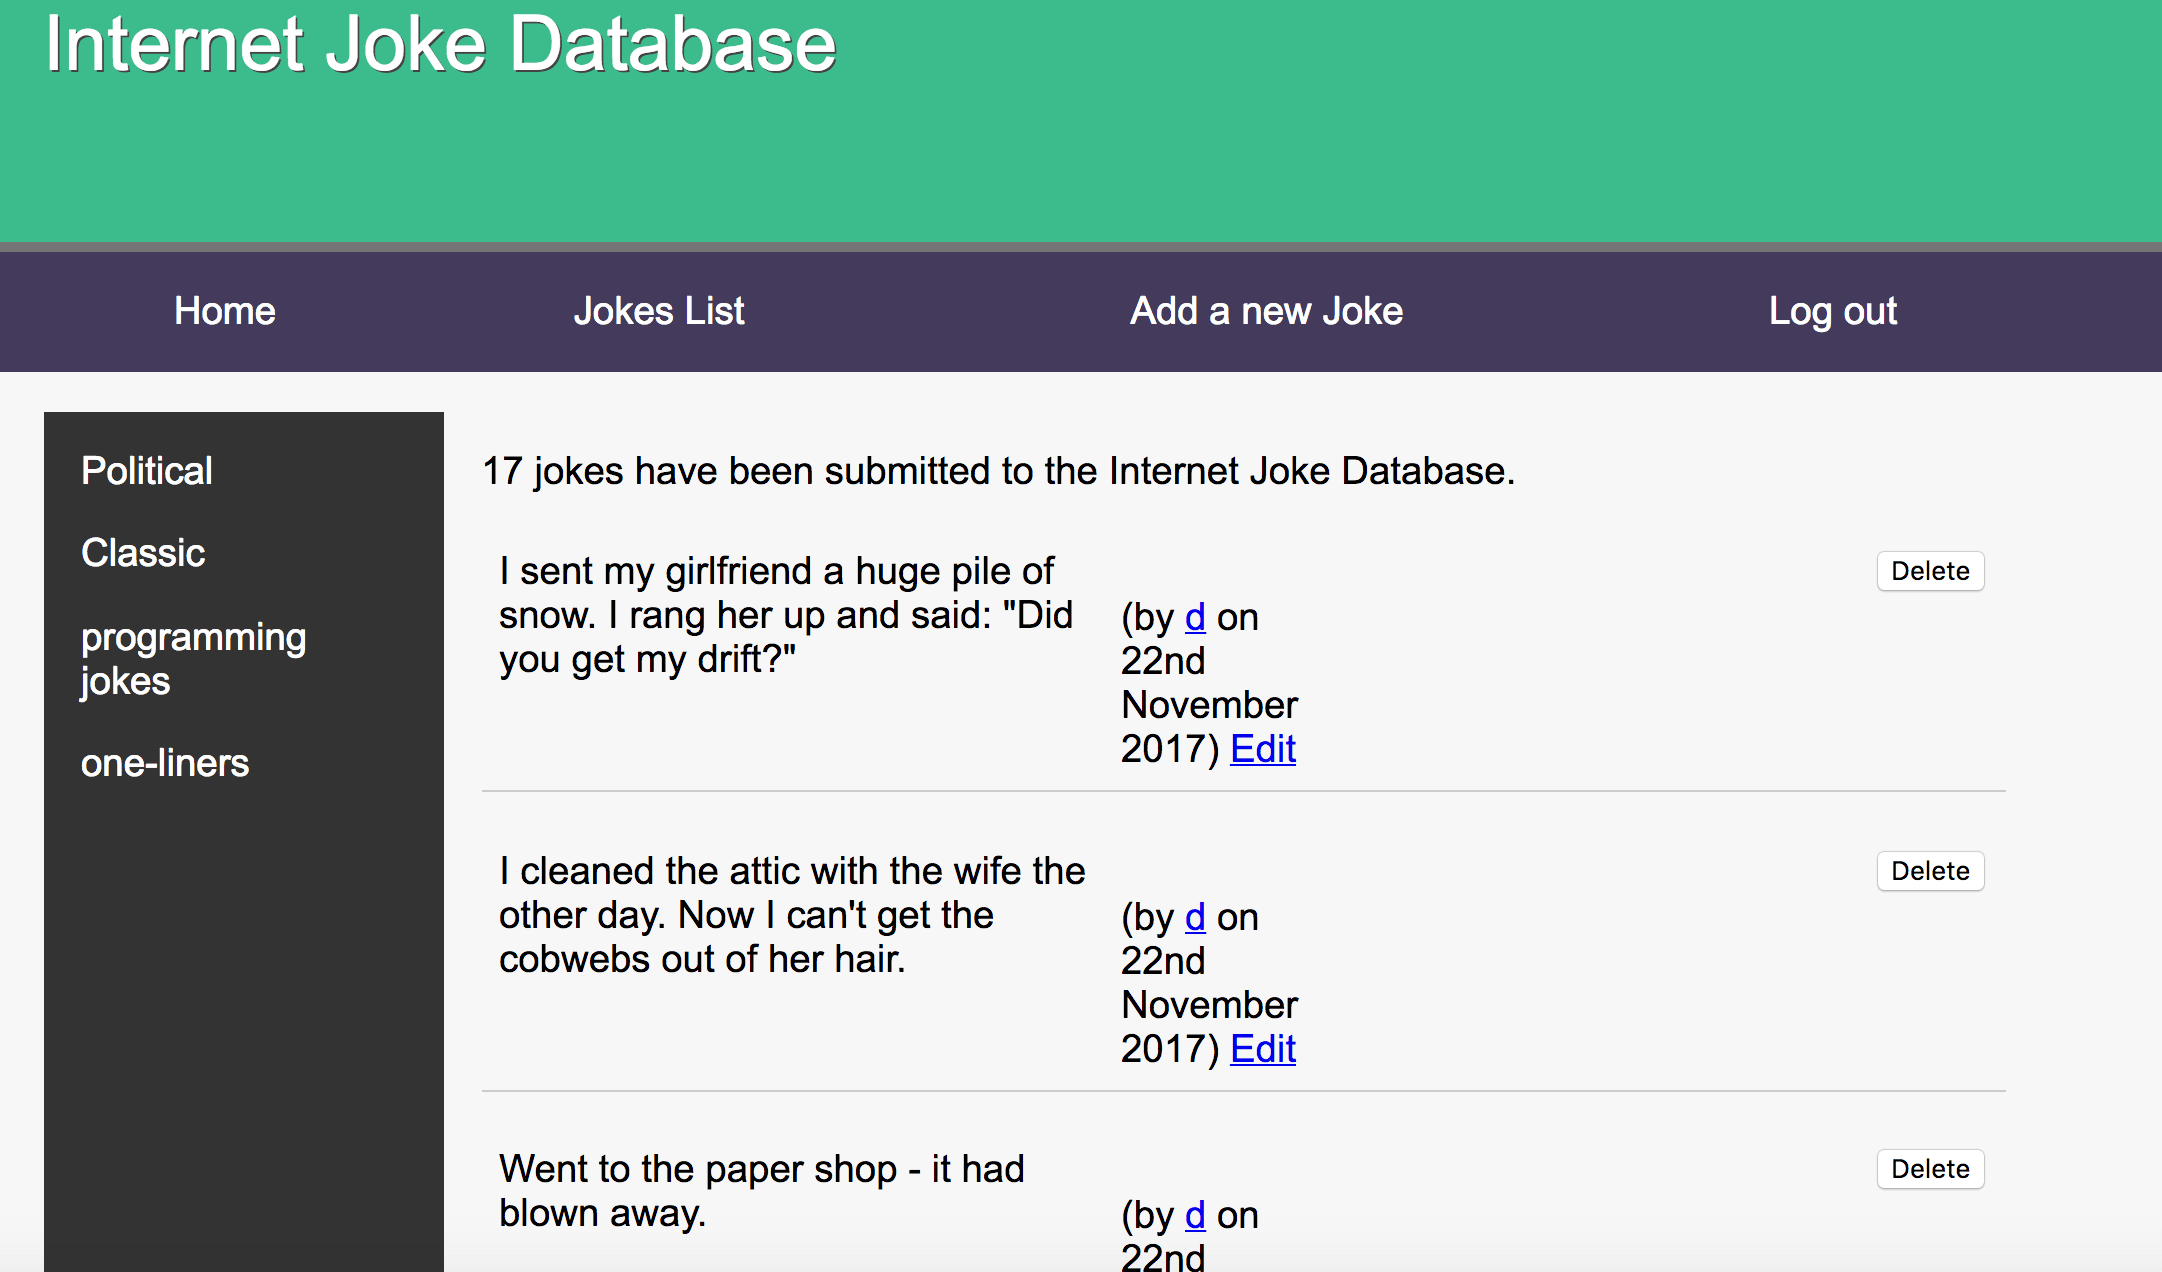 Internet Joke Database
Home Jokes List Add a new Joke Log out
Political
Classic
programming
jokes
one-liners
17 jokes have been submitted to the Internet Joke Database.
I sent my girlfriend a huge pile of
snow. I rang her up and said: "Did
you get my drift?"
(by d on
22nd
November
2017) Edit
Delete
I cleaned the attic with the wife the
other day. Now I can't get the
cobwebs out of her hair.
(by d on
22nd
November
2017) Edit
Delete
Went to the paper shop - it had
blown away.
(by d on
22nd
Delete